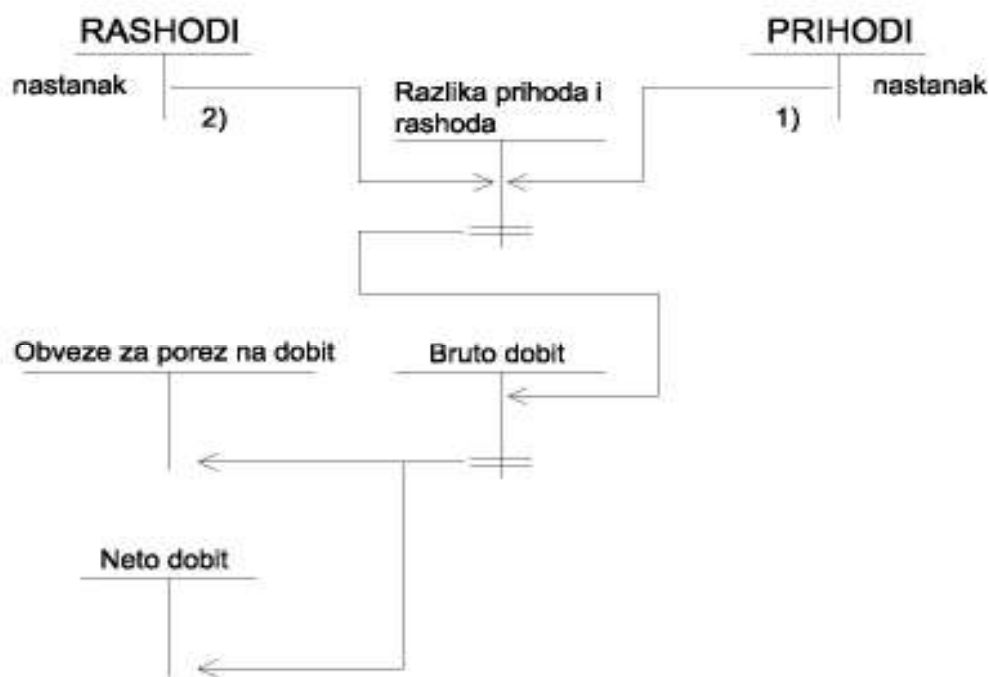 RASHODI
PRIHODI
nastanak
2)
Razlika prihoda i
rashoda
1)
nastanak
Obveze za porez na dobit
Bruto dobit
Neto dobit